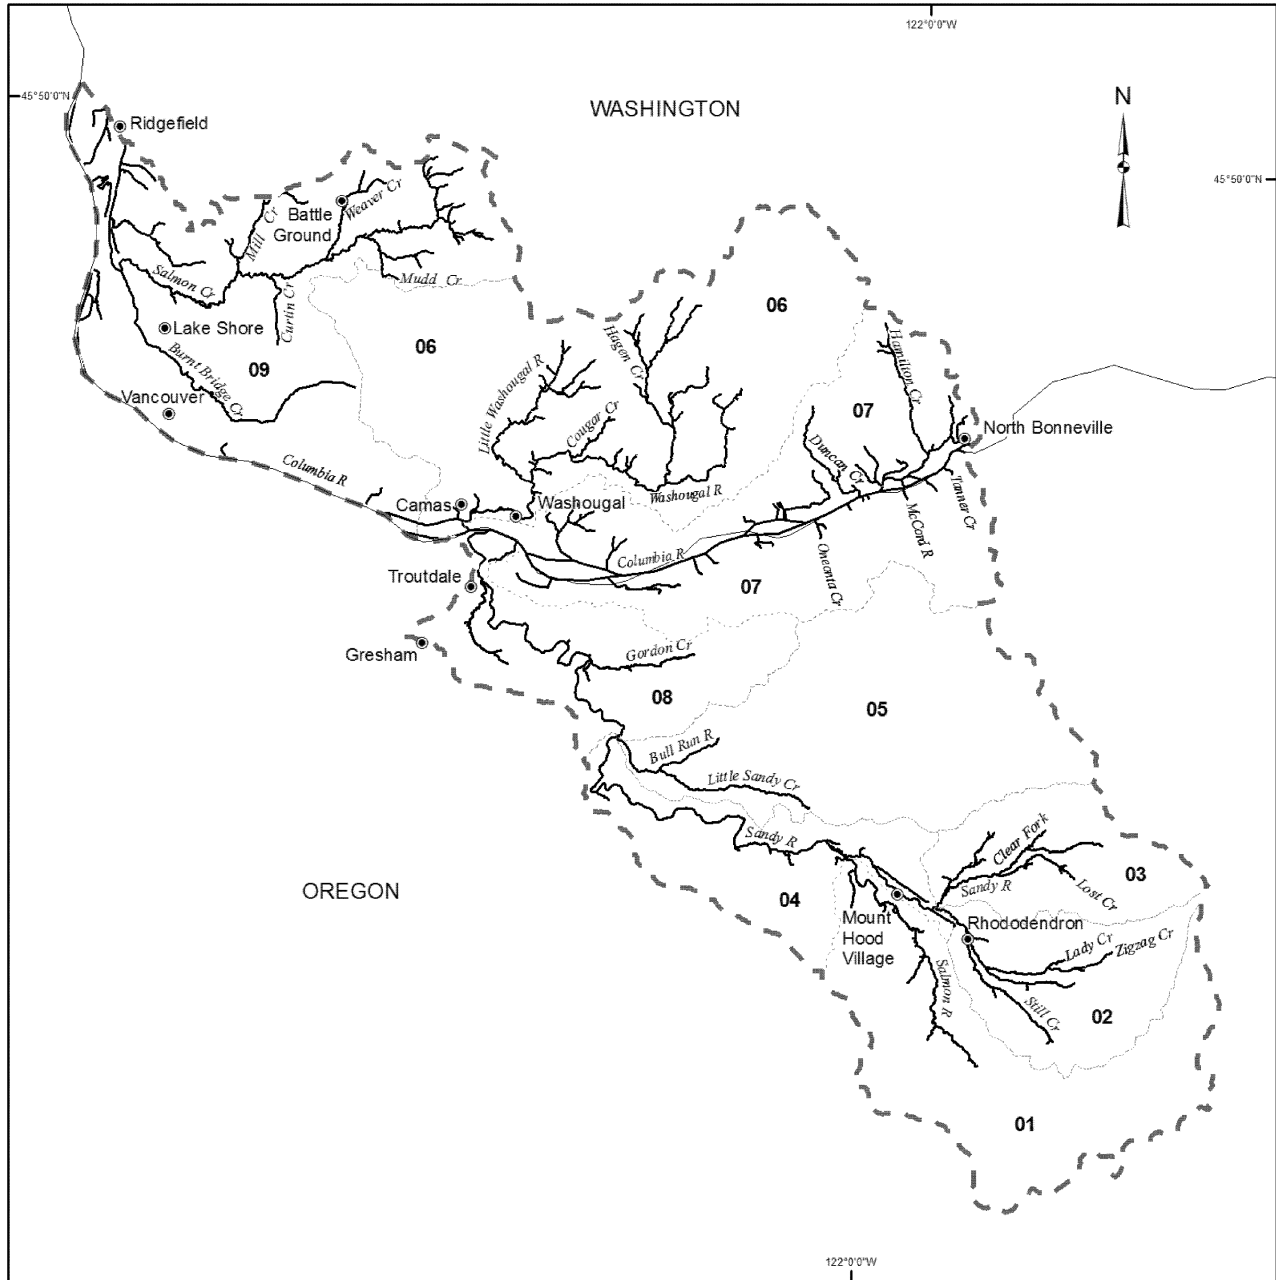 122°0'0"W
45°50'0"N
N
WASHINGTON
Ridgefield
45°50'0"N
Battle
Ground
Weaver Cr
Mill Cr
Salmon Cr
Mudd Cr
Curtin Cr
Lake Shore
06
06
Hagen Cr
Hamilton Cr
Burnt Bridge Cr
09
Little Washougal R
Vancouver
Cougar Cr
07
North Bonneville
Duncan Cr
Columbia R
Washougal R
Tanner Cr
Camas
Washougal
McCord R
Columbia R
Oneonta Cr
Troutdale
07
Gresham
Gordon Cr
08
05
Bull Run R
Little Sandy Cr
Sandy R
Clear Fork
03
Sandy R
Lost Cr
OREGON
04
Mount
Hood
Village
Rhododendron
Lady Cr
Zigzag Cr
Salmon R
Still Cr
02
01
122°0'0"W